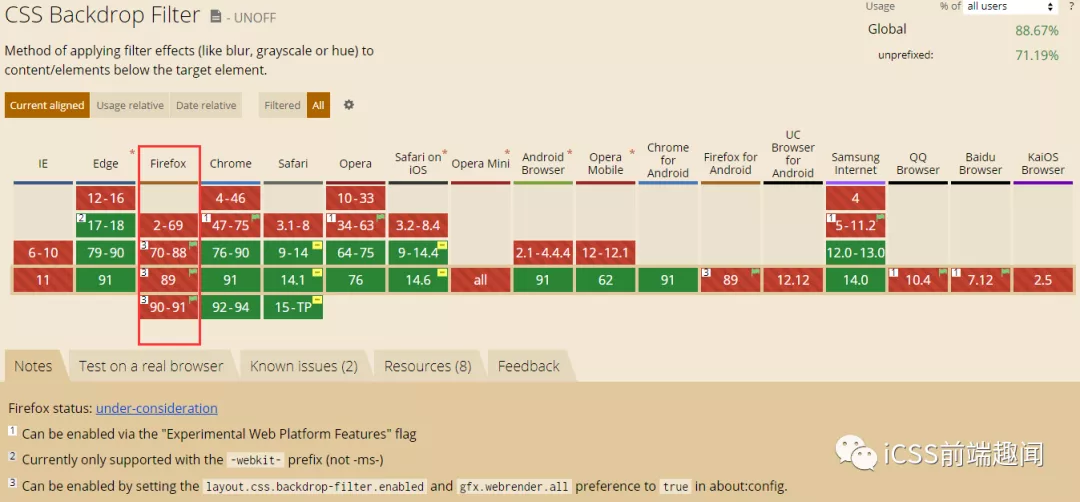 CSS Backdrop Filter - UNOFF
Usage % of all users ?
Global 88.67%
unprefixed: 71.19%
Method of applying filter effects (like blur, grayscale or hue) to
content/elements below the target element.
Current aligned Usage relative Date relative Filtered All
IE Edge * Firefox Chrome Safari Opera Safari on iOS * Opera Mini * Android Browser * Opera Mobile * Chrome for Android Firefox for Android UC Browser for Android Samsung Internet QQ Browser Baidu Browser KaiOS Browser
12-16 4-46 10-33 4
2 17-18 2-69 1 47-75 3.1-8 1 34-63 3.2-8.4 1 5-11.2
6-10 79-90 3 70-88 76-90 9-14 64-75 9-14.4 2.1-4.4.4 12-12.1 12.0-13.0
11 91 3 89 91 14.1 76 14.6 all 91 62 91 3 89 12.12 14.0 1 10.4 1 7.12 2.5
3 90-91 92-94 15-TP
Notes Test on a real browser Known issues (2) Resources (8) Feedback
Firefox status: under-consideration
1 Can be enabled via the "Experimental Web Platform Features" flag
2 Currently only supported with the -webkit- prefix (not -ms-)
3 Can be enabled by setting the layout.css.backdrop-filter.enabled and gfx.webrender.all preference to true in about:config.
iCSS前端趣闻